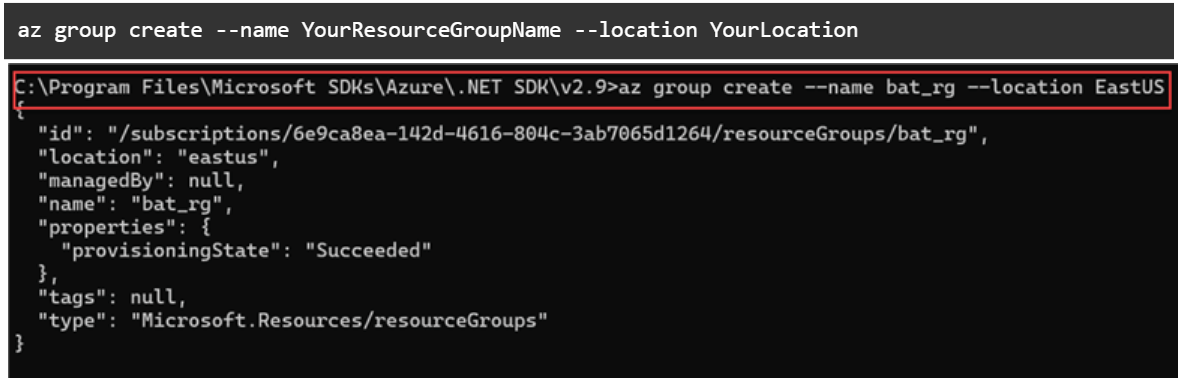 az group create --name YourResourceGroupName --location YourLocation
C:\Program Files\Microsoft SDKs\Azure\.NET SDK\v2.9>az group create --name bat_rg --location EastUS
{
  "id": "/subscriptions/6e9ca8ea-142d-4616-804c-3ab7065d1264/resourceGroups/bat_rg",
  "location": "eastus",
  "managedBy": null,
  "name": "bat_rg",
  "properties": {
    "provisioningState": "Succeeded"
  },
  "tags": null,
  "type": "Microsoft.Resources/resourceGroups"
}